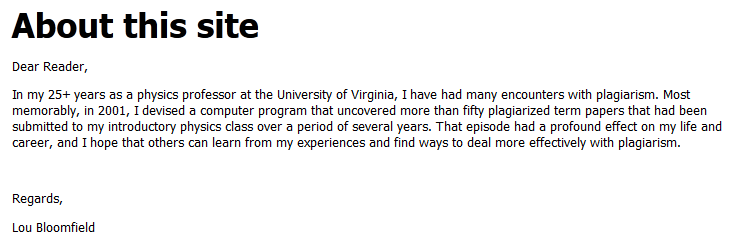 About this site
Dear Reader,
In my 25+ years as a physics professor at the University of Virginia, I have had many encounters with plagiarism. Most
memorably, in 2001, I devised a computer program that uncovered more than fifty plagiarized term papers that had been
submitted to my introductory physics class over a period of several years. That episode had a profound effect on my life and
career, and I hope that others can learn from my experiences and find ways to deal more effectively with plagiarism.
Regards,
Lou Bloomfield